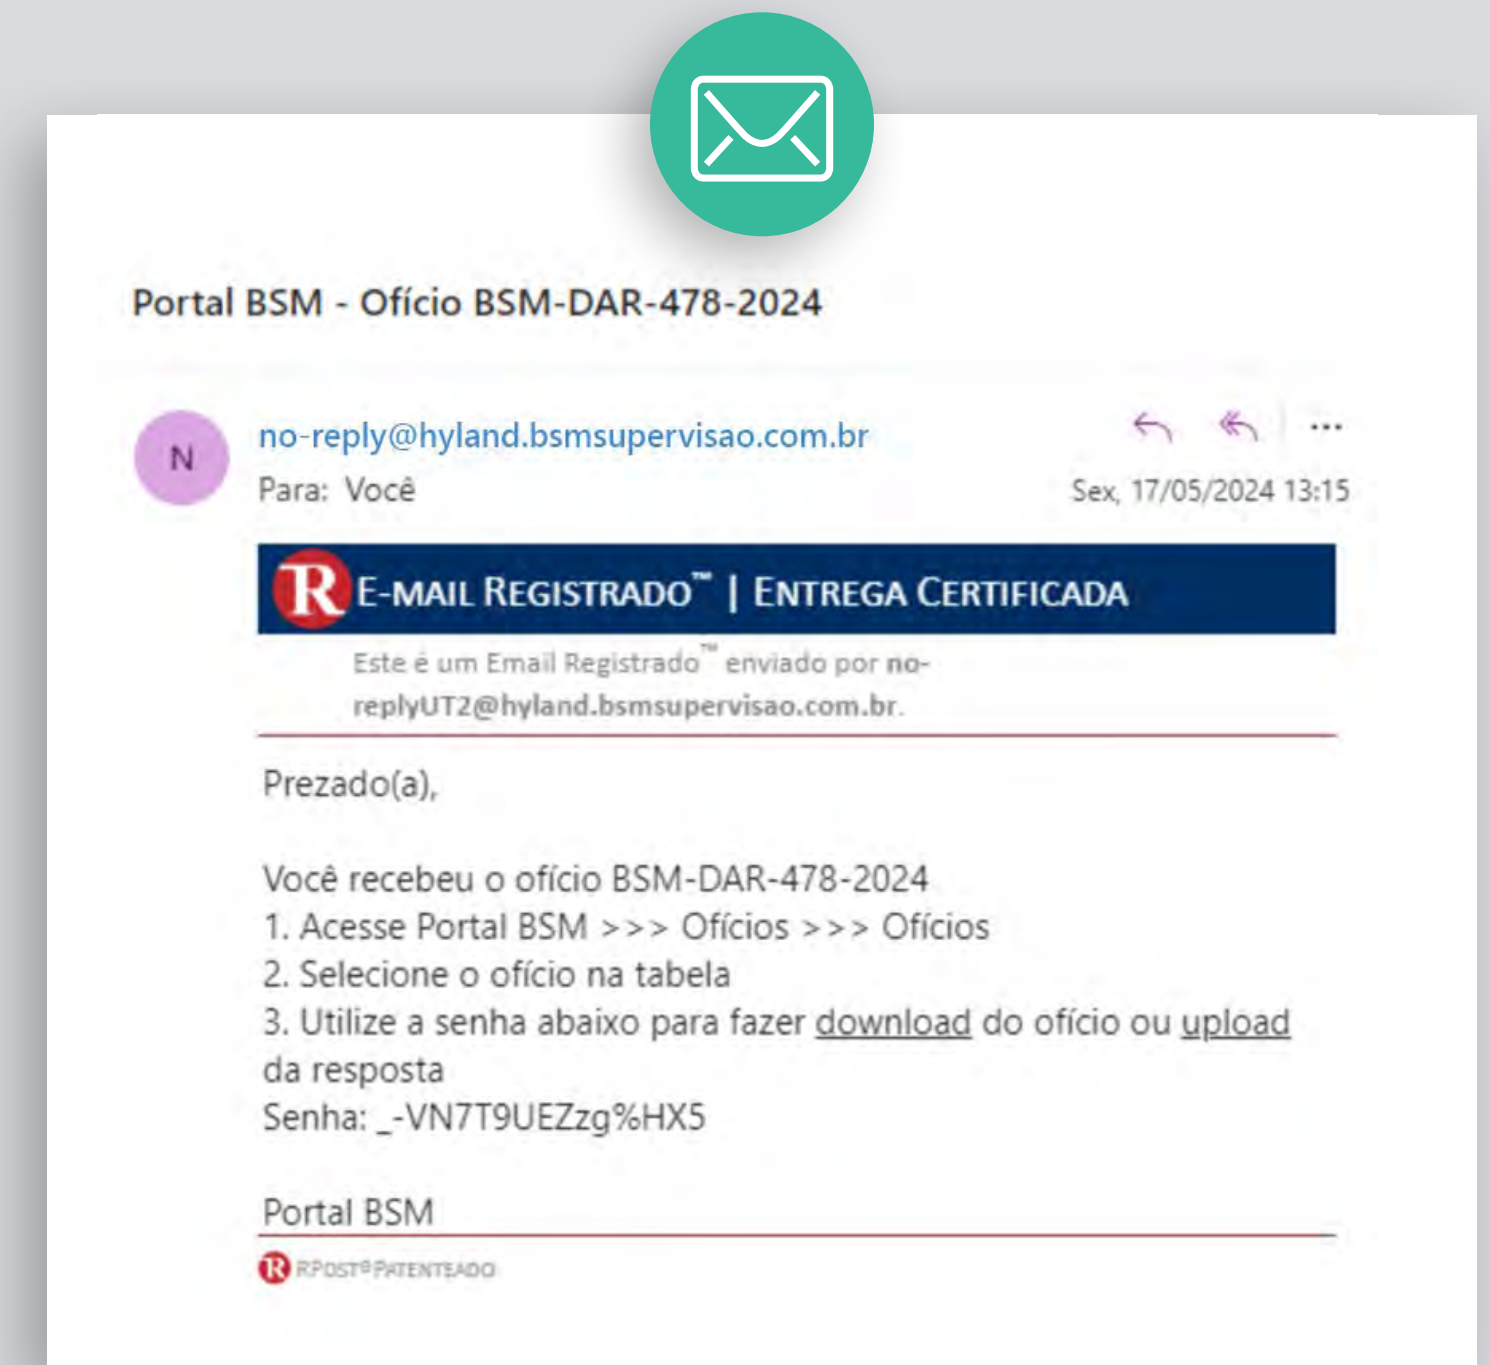 Portal BSM - Ofício BSM-DAR-478-2024
N
no-reply@hyland.bsmsupervisao.com.br
Para: Você
Sex, 17/05/2024 13:15
R E-MAIL REGISTRADO™ | ENTREGA CERTIFICADA
Este é um Email Registrado™ enviado por no-
replyUT2@hyland.bsmsupervisao.com.br.
Prezado(a),
Você recebeu o ofício BSM-DAR-478-2024
1. Acesse Portal BSM >>> Ofícios >>> Ofícios
2. Selecione o ofício na tabela
3. Utilize a senha abaixo para fazer download do ofício ou upload
da resposta
Senha: _-VN7T9UEZzg%HX5
Portal BSM
R RPOST® PATENTEADO